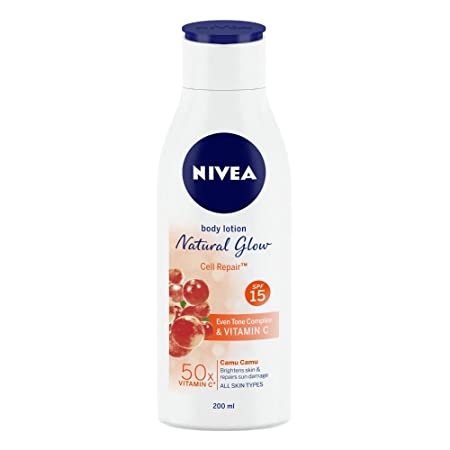 NIVEA
body lotion
Natural Glow
Cell Repair™
SPF
15
Even Tone Complex
& VITAMIN C
50x
VITAMIN C*
Camu Camu
Brightens skin &
repairs sun damage
ALL SKIN TYPES
200 ml